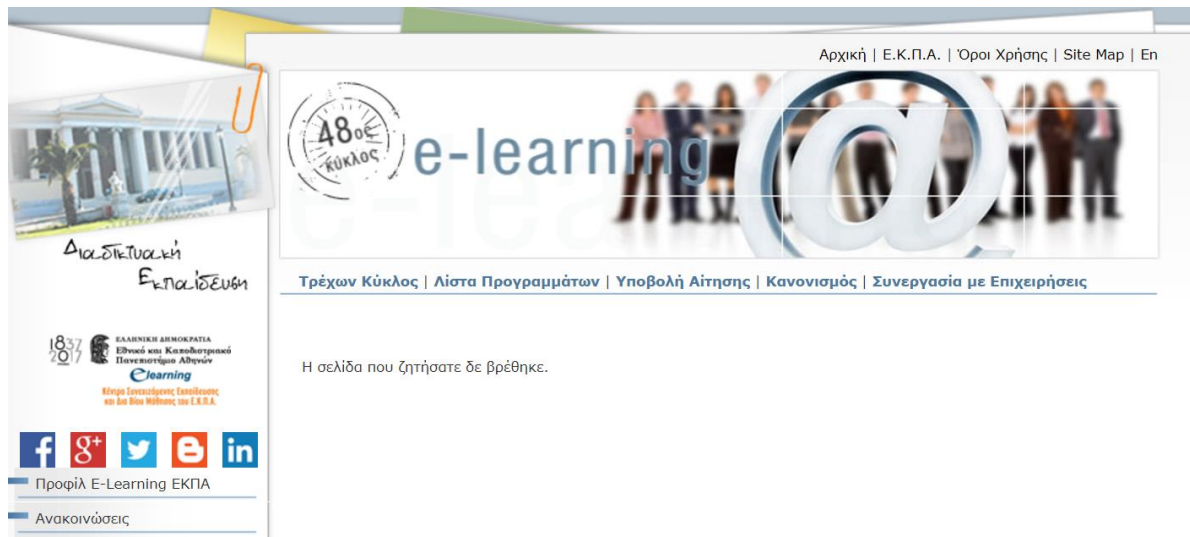 Αρχική | Ε.Κ.Π.Α. | Όροι Χρήσης | Site Map | En
48ος
κύκλος
e-learning
Τρέχων Κύκλος | Λίστα Προγραμμάτων | Υποβολή Αίτησης | Κανονισμός | Συνεργασία με Επιχειρήσεις
Η σελίδα που ζητήσατε δε βρέθηκε.
Διαδικτυακή
Εκπαίδευση
1837
2017
ΕΛΛΗΝΙΚΗ ΔΗΜΟΚΡΑΤΙΑ
Εθνικό και Καποδιστριακό
Πανεπιστήμιο Αθηνών
elearning
Κέντρο Συνεχιζόμενης Εκπαίδευσης
και Δια Βίου Μάθησης του Ε.Κ.Π.Α.
f g+ in
Προφίλ E-Learning ΕΚΠΑ
Ανακοινώσεις